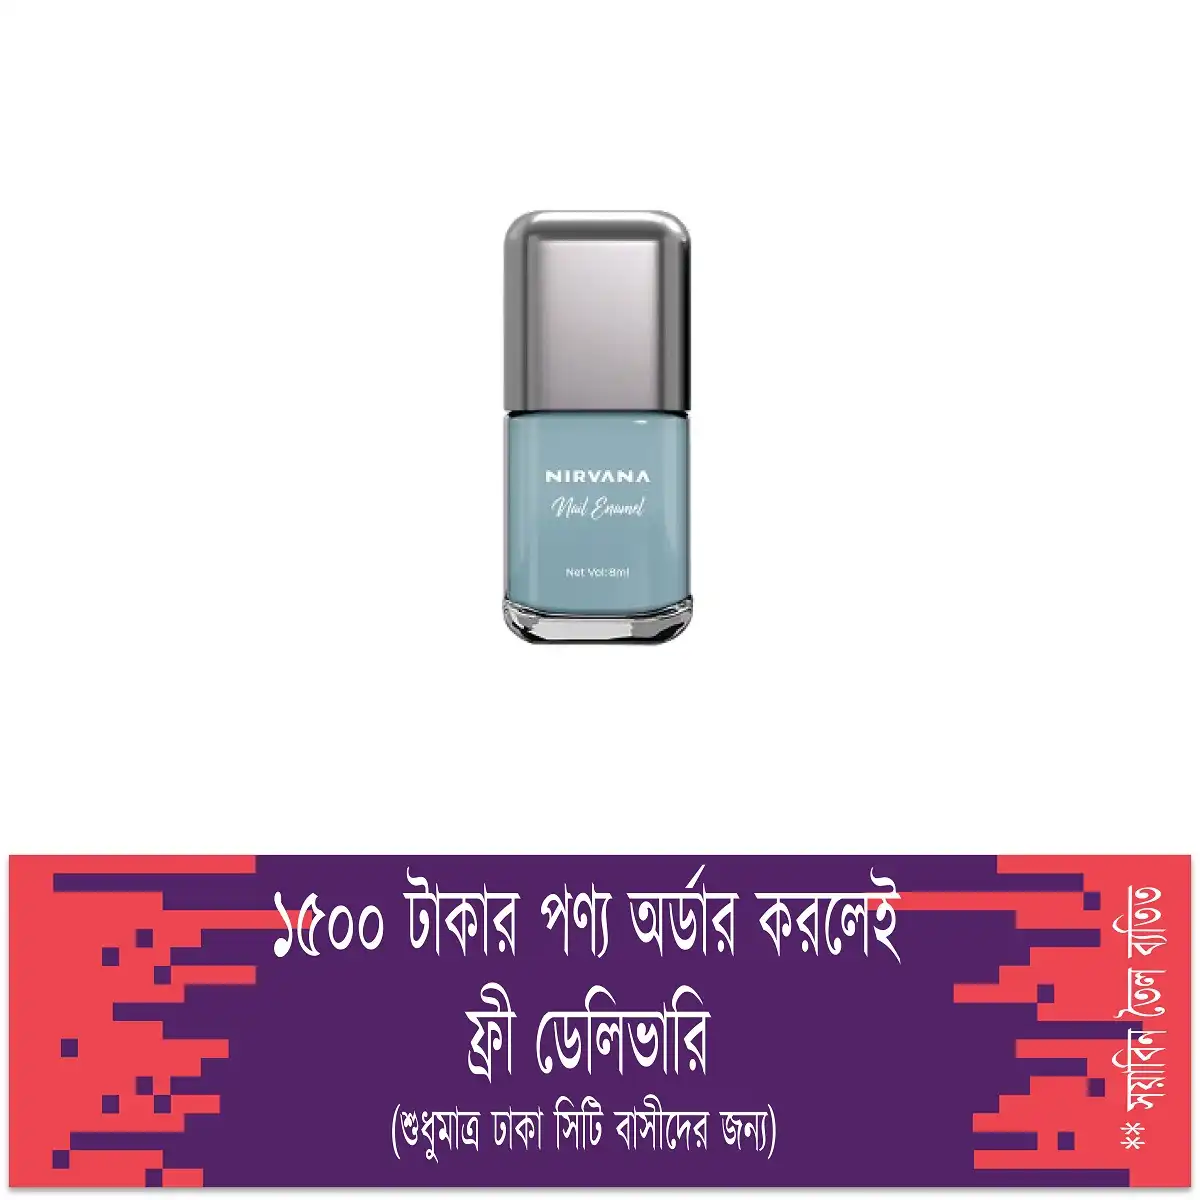 NIRVANA
Nail Enamel
Net Vol: 8ml
১৫০০ টাকার পণ্য অর্ডার করলেই
ফ্রী ডেলিভারি
(শুধুমাত্র ঢাকা সিটি বাসীদের জন্য)
** সয়াবিন তৈল ব্যতিত